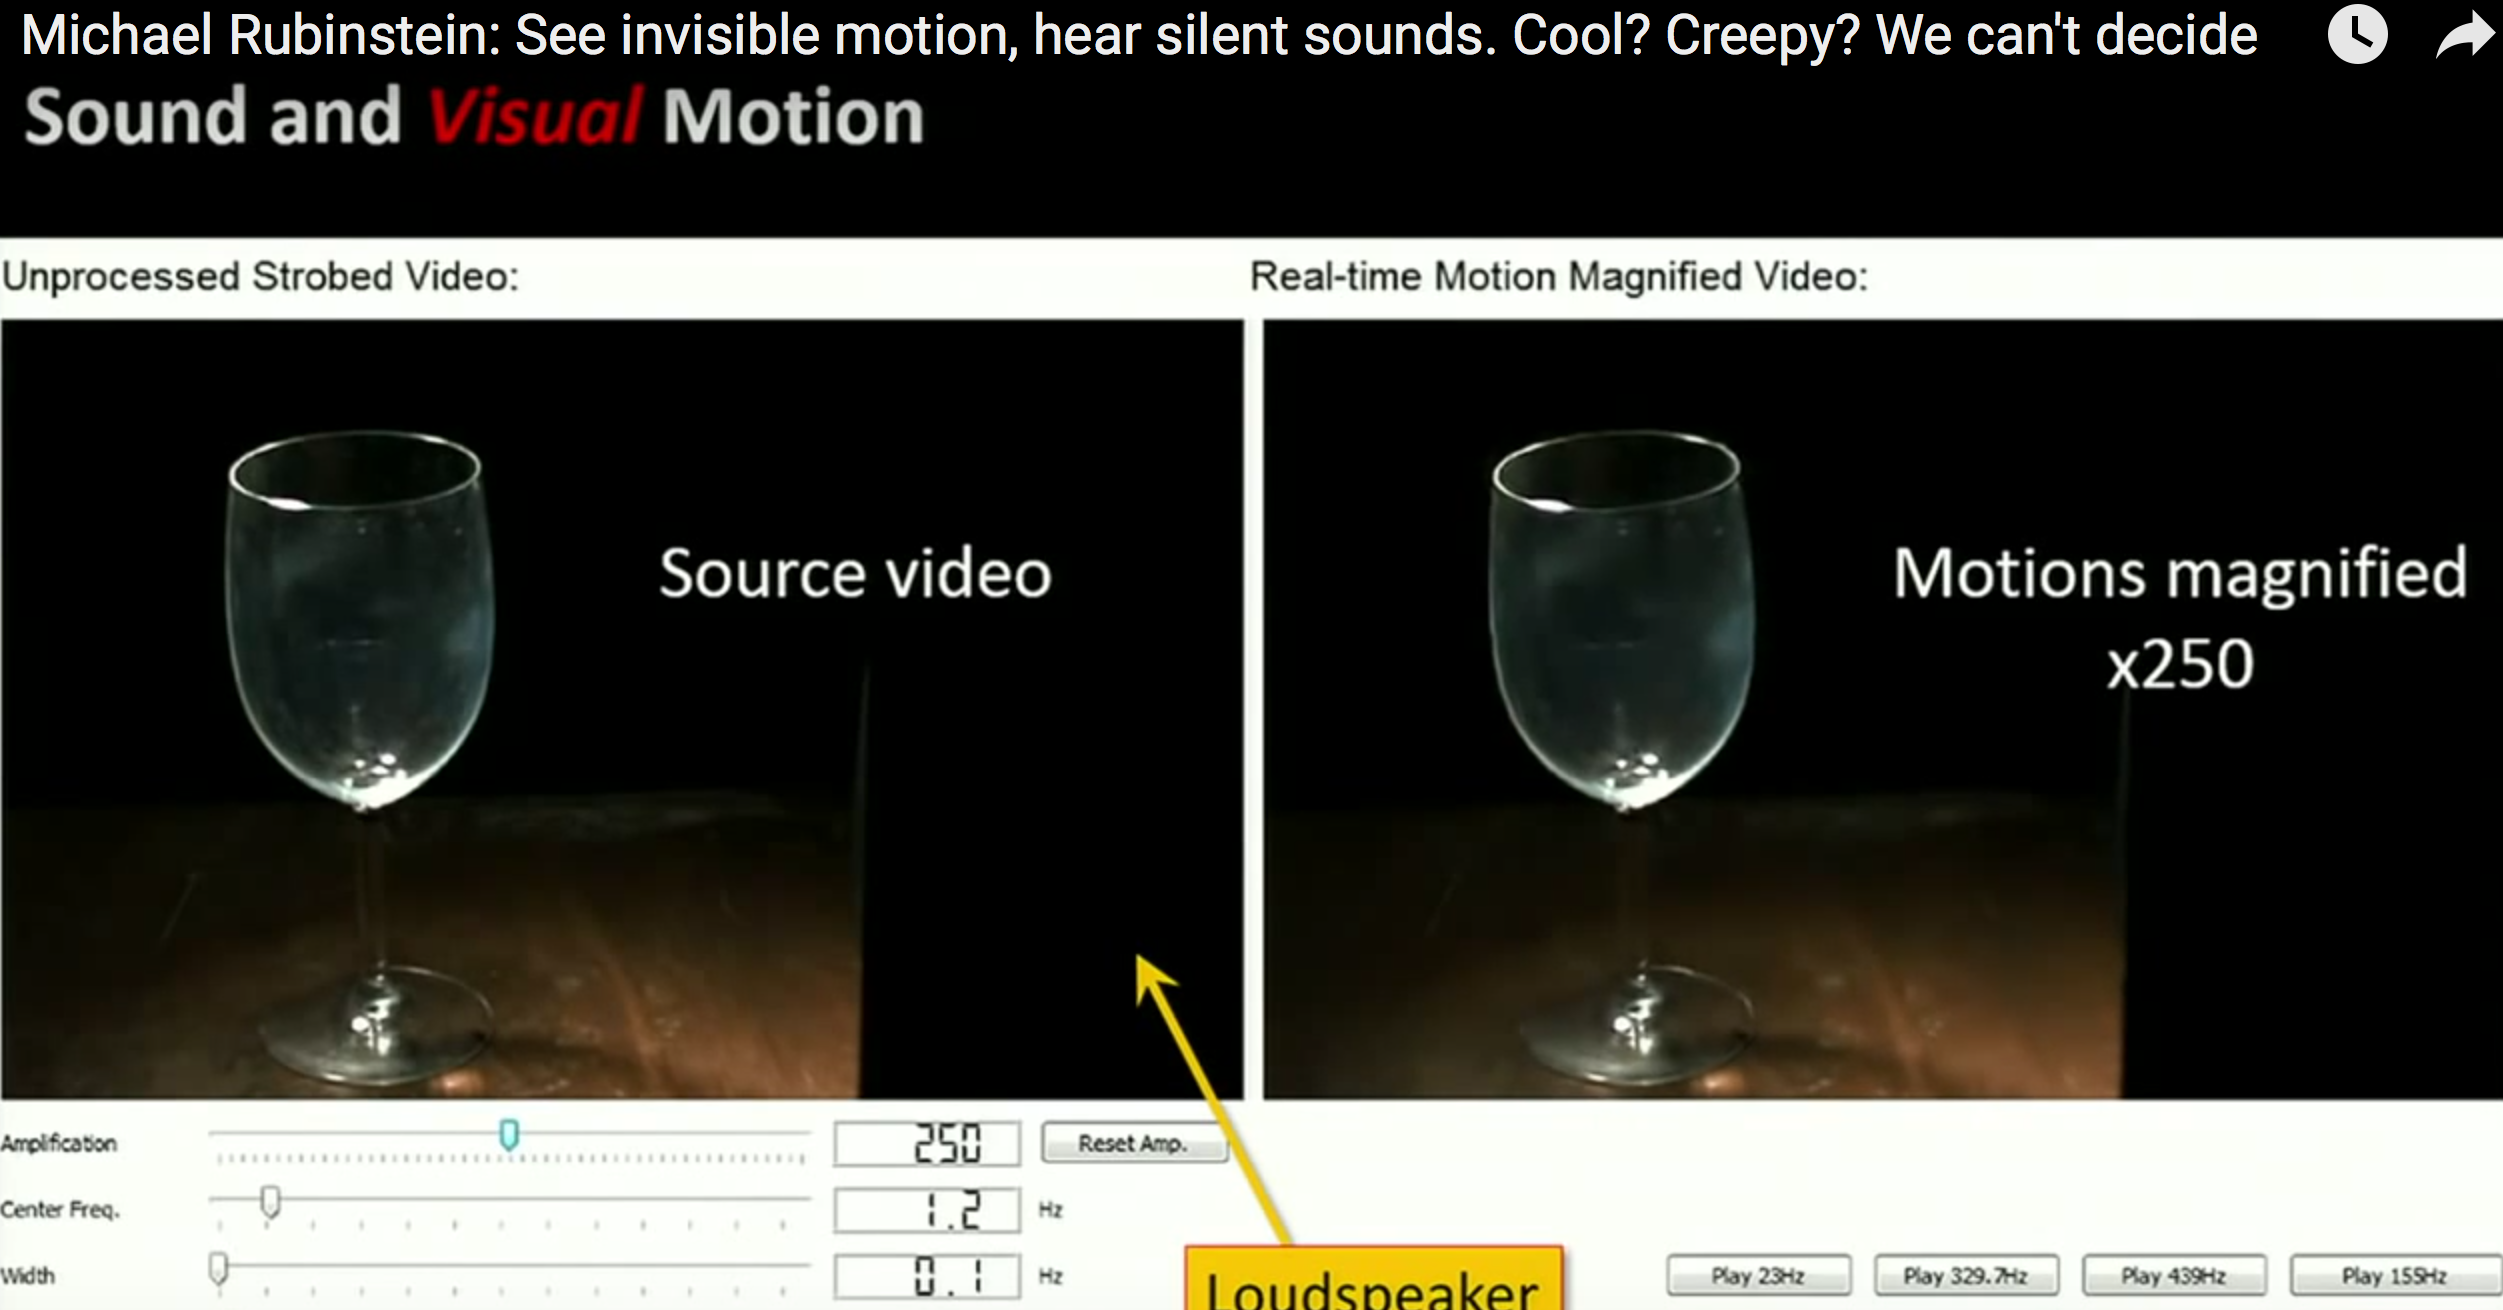 Michael Rubinstein: See invisible motion, hear silent sounds. Cool? Creepy? We can't decide
Sound and Visual Motion
Unprocessed Strobed Video:
Real-time Motion Magnified Video:
Source video
Motions magnified
x250
Amplification
250
Reset Amp.
Center Freq.
1.2
Hz
Width
0.1
Hz
Loudspeaker
Play 23Hz
Play 329.7Hz
Play 439Hz
Play 155Hz